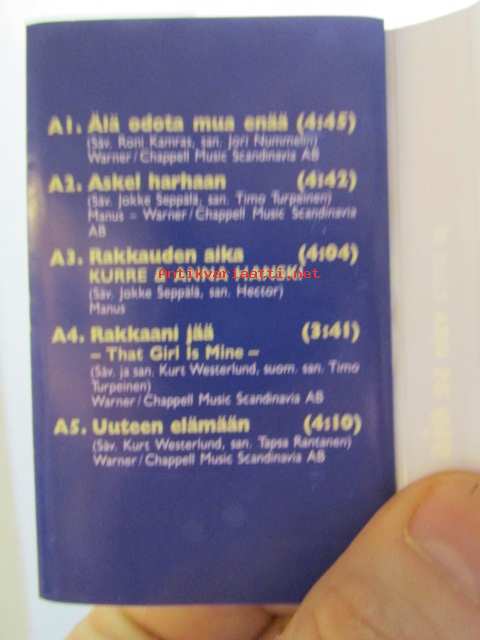 A1. Älä odota mua enää (4:45)
(Säv. Roni Kamras, san. Jori Nummelin)
Warner/Chappell Music Scandinavia AB
A2. Askel harhaan (4:42)
(Säv. Jokke Seppälä, san. Timo Turpeinen)
Manus – Warner/Chappell Music Scandinavia
AB
A3. Rakkauden aika (4:04)
KURRE
Antikvariaatti.net
(Säv. Jokke Seppälä, san. Hector)
Manus
A4. Rakkaani jää (3:41)
– That Girl Is Mine –
(Säv. ja san. Kurt Westerlund, suom. san. Timo
Turpeinen)
Warner/Chappell Music Scandinavia AB
A5. Uuteen elämään (4:10)
(Säv. Kurt Westerlund, san. Tapsa Rantanen)
Warner/Chappell Music Scandinavia AB